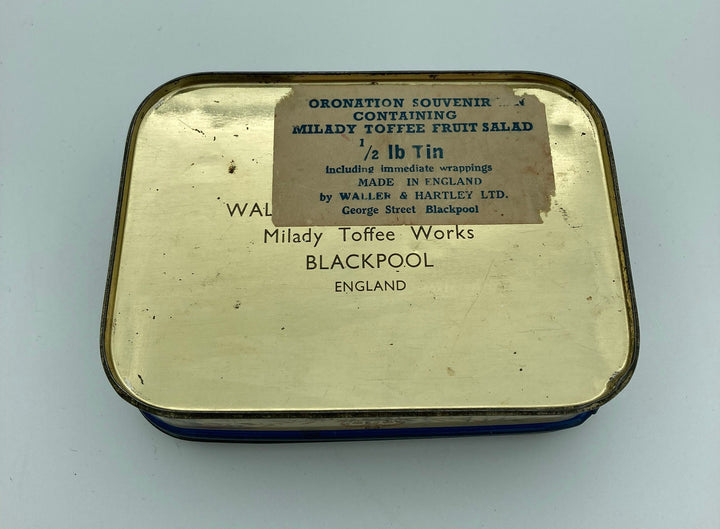 ORONATION SOUVENIR
CONTAINING
MILADY TOFFEE FRUIT SALAD
1/2 lb Tin
including immediate wrappings
MADE IN ENGLAND
by WALLER & HARTLEY LTD.
George Street Blackpool
WAL
Milady Toffee Works
BLACKPOOL
ENGLAND